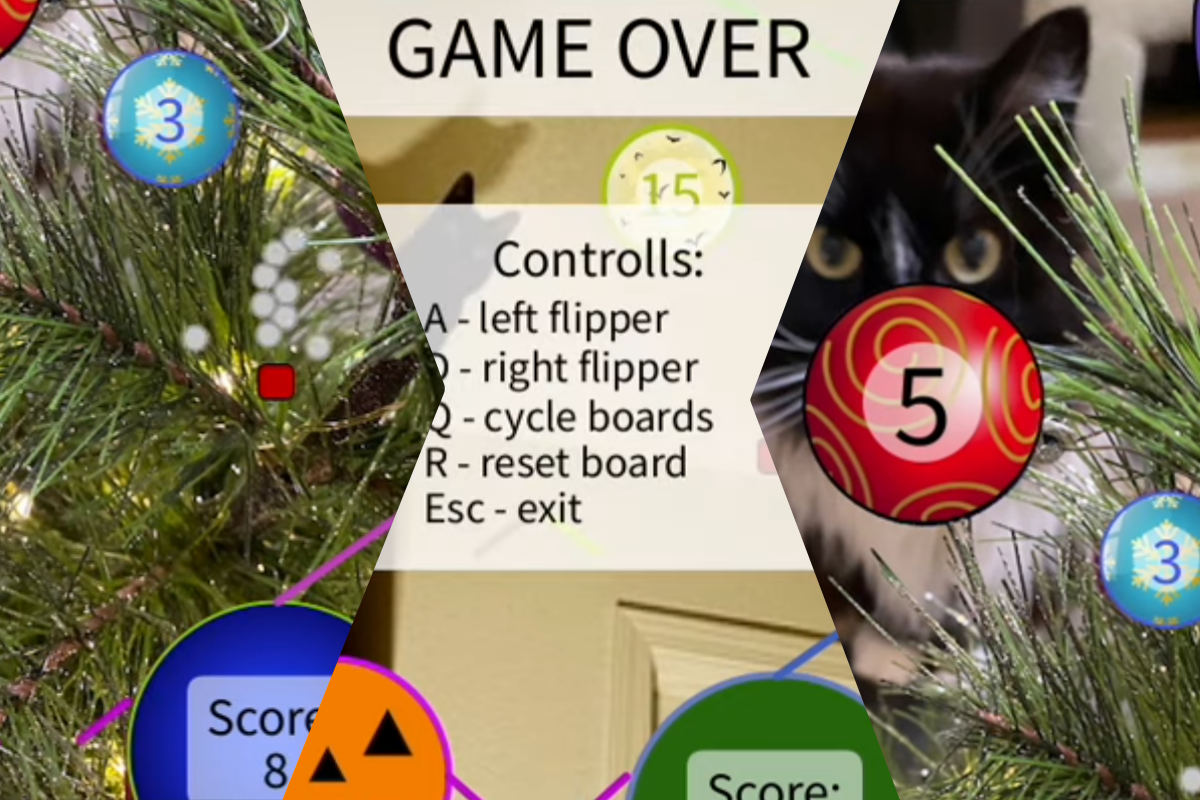 GAME OVER
3
15
Controlls:
A - left flipper
- right flipper
Q - cycle boards
R - reset board
Esc - exit
5
3
Score
8
Score: